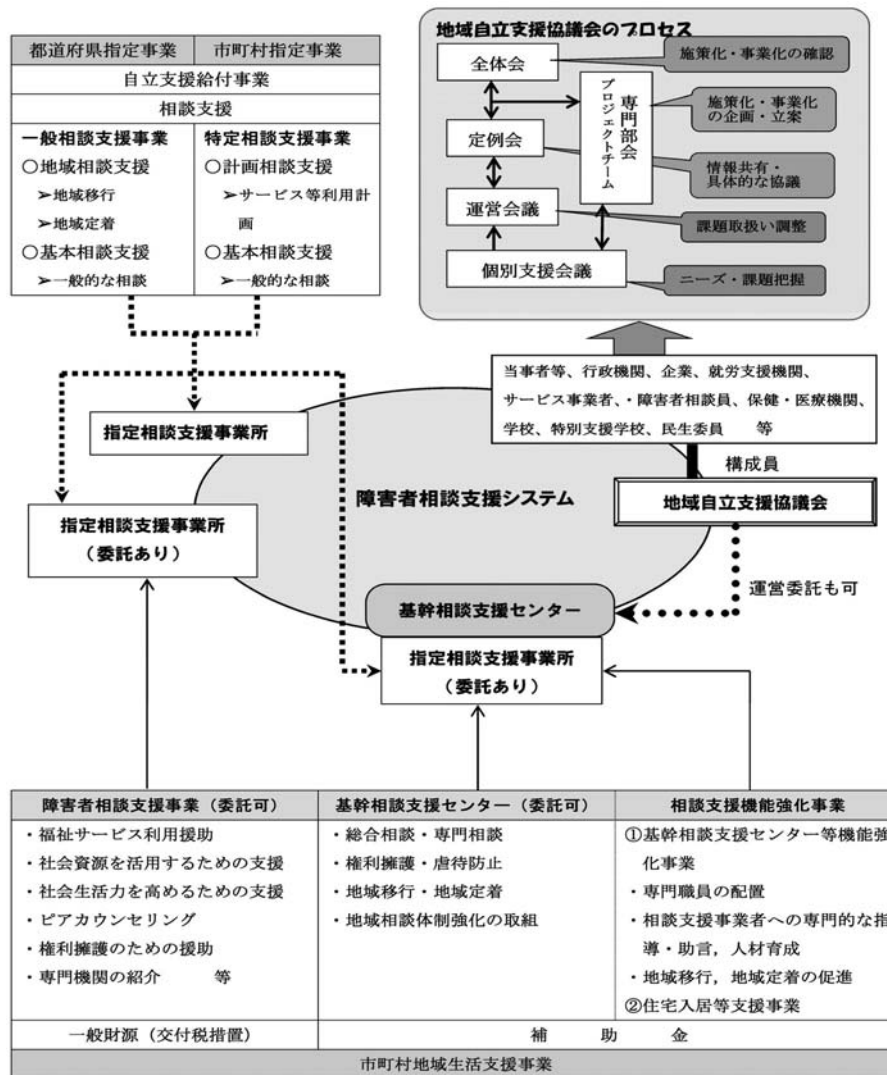 都道府県指定事業
市町村指定事業
自立支援給付事業
相談支援
一般相談支援事業
○地域相談支援
➢地域移行
➢地域定着
○基本相談支援
➢一般的な相談
特定相談支援事業
○計画相談支援
➢サービス等利用計
画
○基本相談支援
➢一般的な相談
地域自立支援協議会のプロセス
全体会
定例会
運営会議
個別支援会議
専門部会
プロジェクトチーム
施策化・事業化の確認
施策化・事業化
の企画・立案
情報共有・
具体的な協議
課題取扱い調整
ニーズ・課題把握
当事者等、行政機関、企業、就労支援機関、
サービス事業者、・障害者相談員、保健・医療機関、
学校、特別支援学校、民生委員　等
構成員
地域自立支援協議会
運営委託も可
指定相談支援事業所
障害者相談支援システム
指定相談支援事業所
（委託あり）
基幹相談支援センター
指定相談支援事業所
（委託あり）
障害者相談支援事業（委託可）
・福祉サービス利用援助
・社会資源を活用するための支援
・社会生活力を高めるための支援
・ピアカウンセリング
・権利擁護のための援助
・専門機関の紹介　等
基幹相談支援センター（委託可）
・総合相談・専門相談
・権利擁護・虐待防止
・地域移行・地域定着
・地域相談体制強化の取組
相談支援機能強化事業
①基幹相談支援センター等機能強
化事業
・専門職員の配置
・相談支援事業者への専門的な指
導・助言，人材育成
・地域移行，地域定着の促進
②住宅入居等支援事業
一般財源（交付税措置）
補　助　金
市町村地域生活支援事業